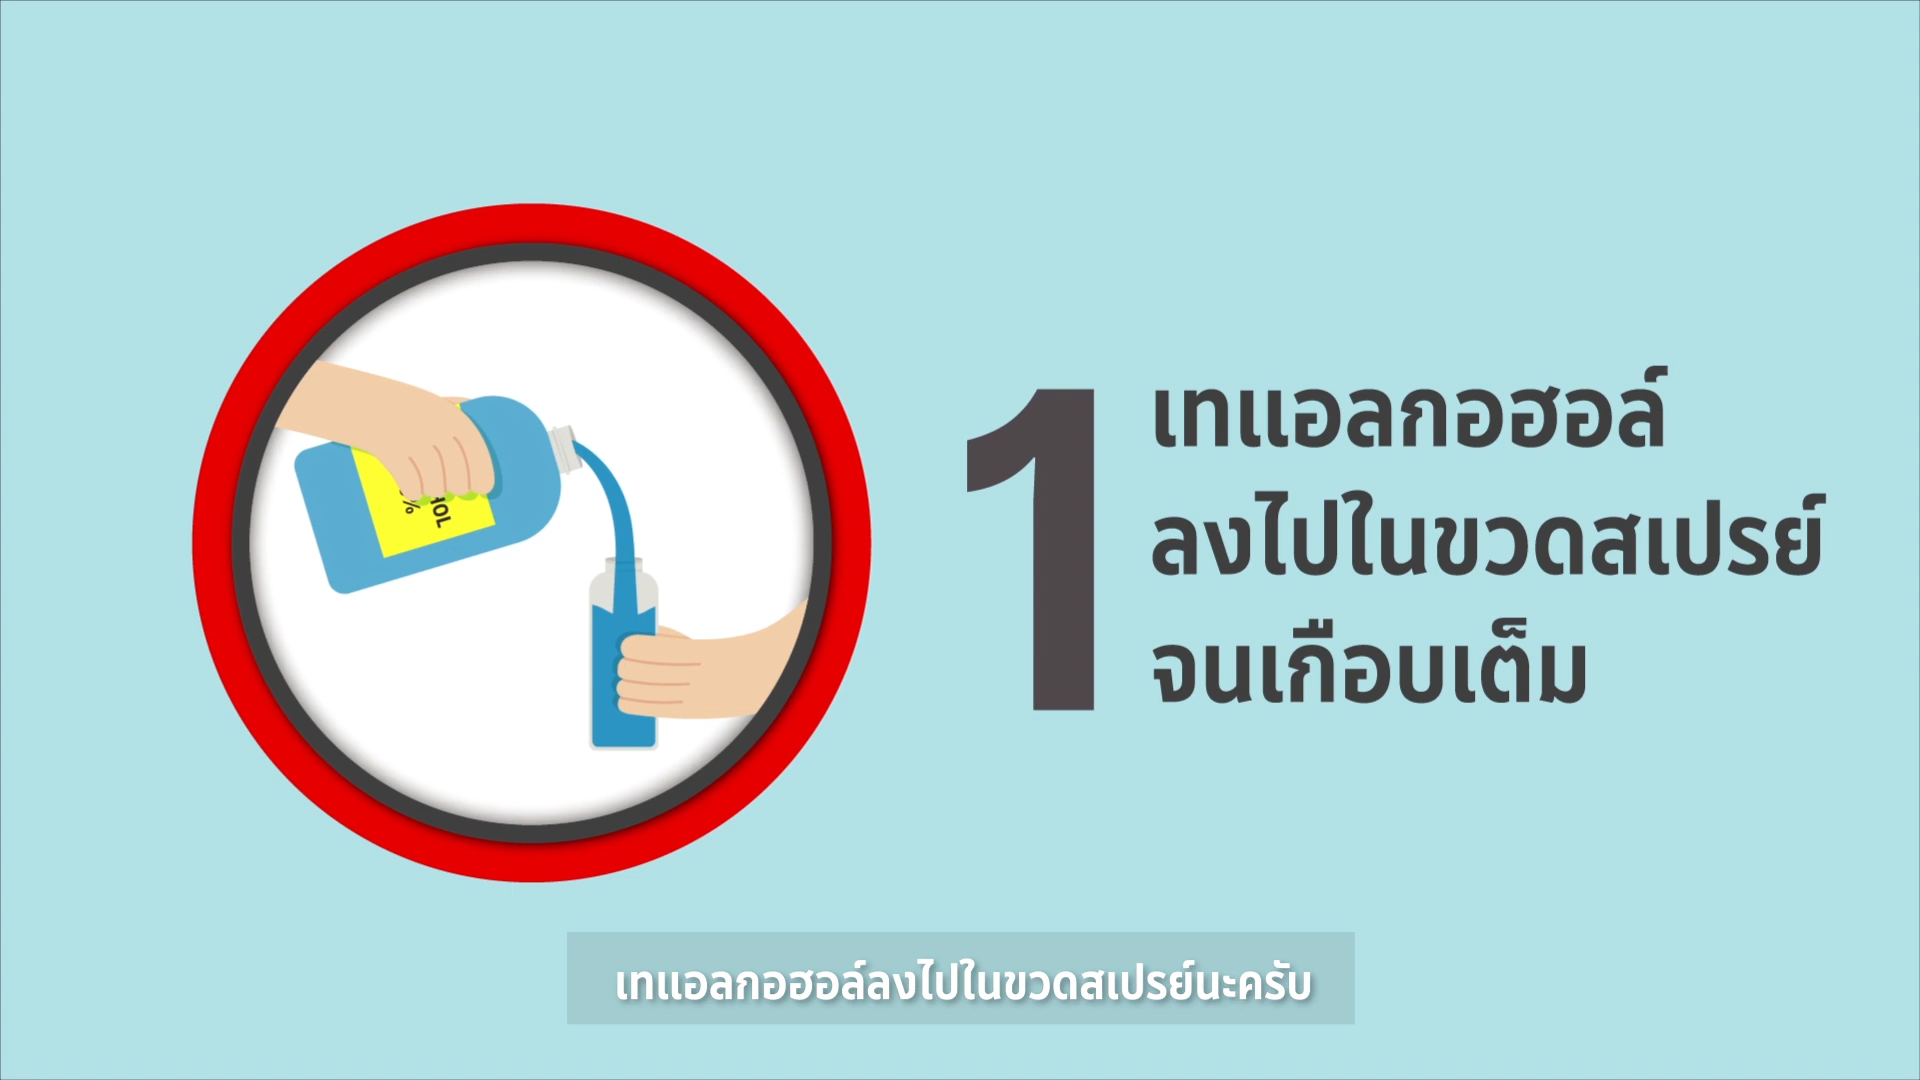 1
เทแอลกอฮอล์
ลงไปในขวดสเปรย์
จนเกือบเต็ม
เทแอลกอฮอล์ลงไปในขวดสเปรย์นะครับ